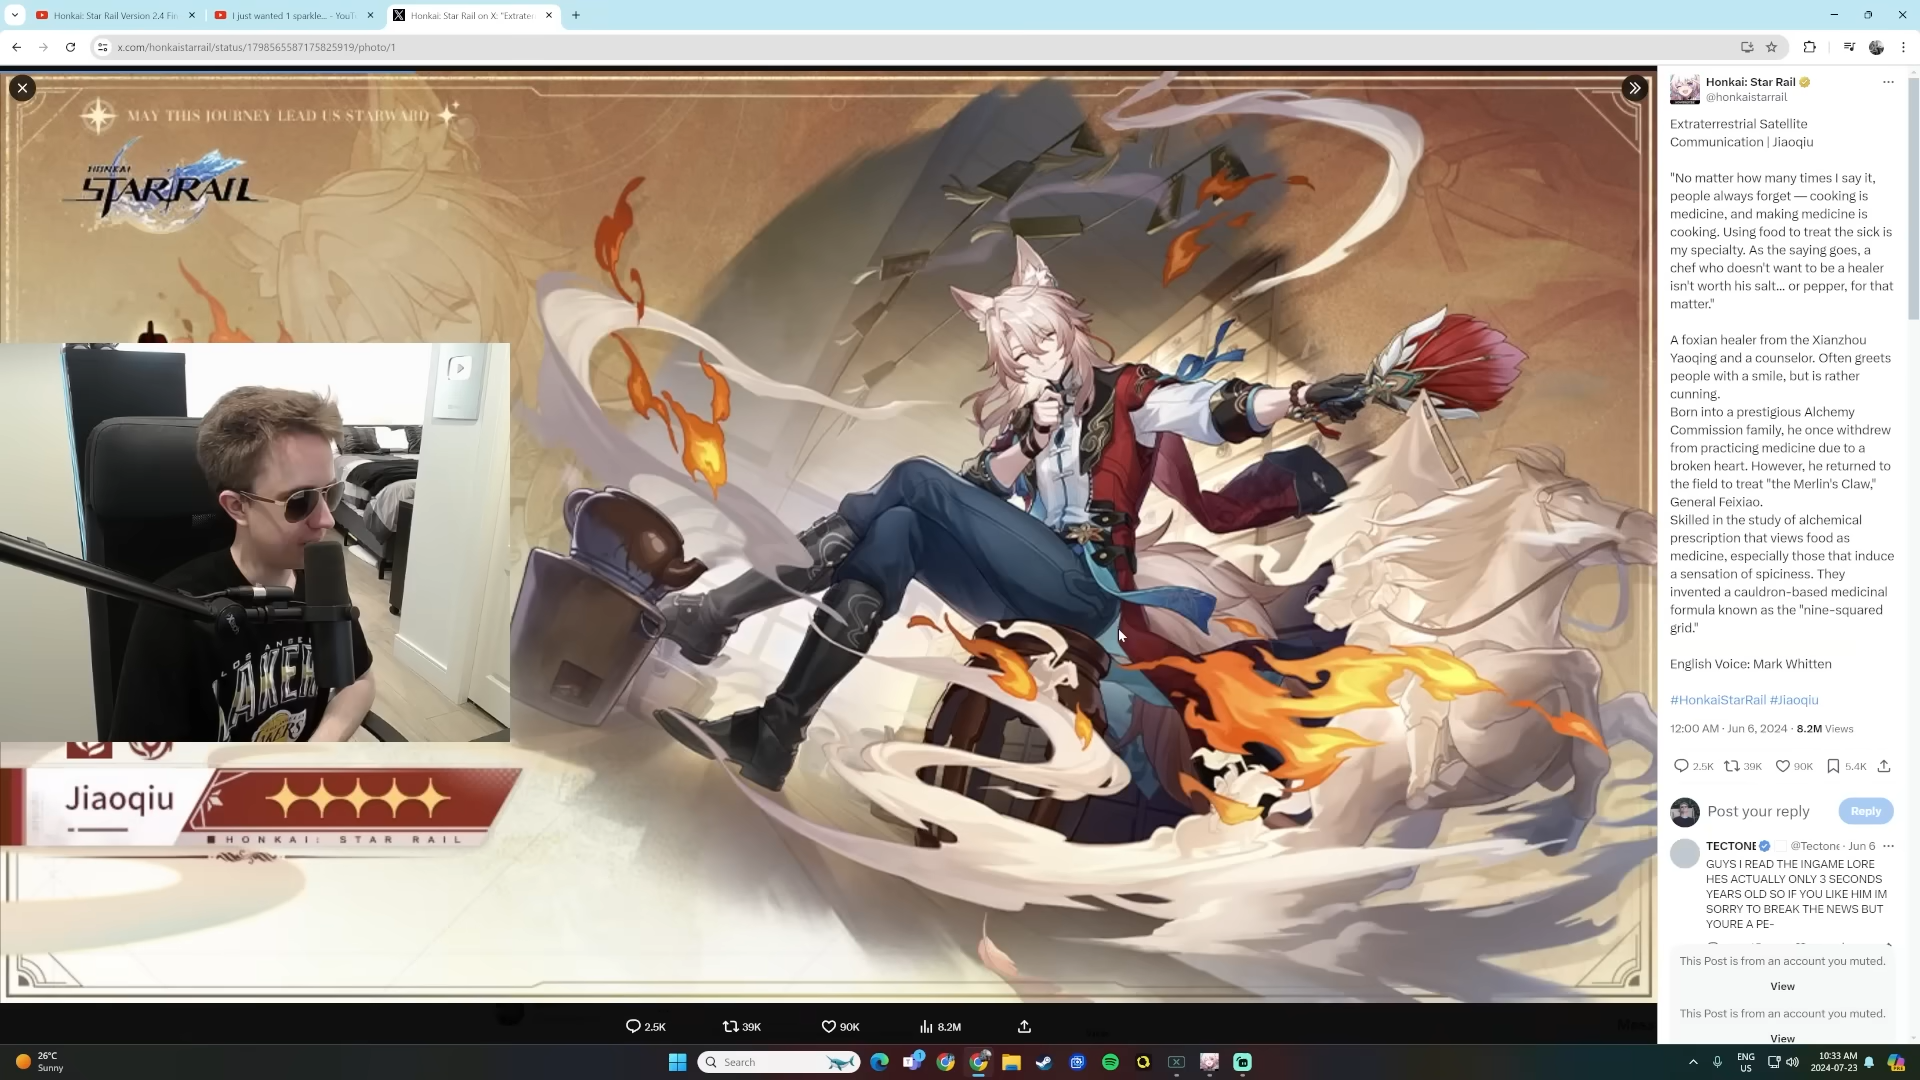 Honkai: Star Rail Version 2.4 Fin
I just wanted 1 sparkle... - YouT
Honkai: Star Rail on X: "Extrater
x.com/honkaistarrail/status/1798565587175825919/photo/1
MAY THIS JOURNEY LEAD US STARWARD
HONKAI
STAR RAIL
LOS ANGEL
LAKER
Jiaoqiu
HONKAI: STAR RAIL
2.5K
39K
90K
8.2M
Honkai: Star Rail
@honkaistarrail
Extraterrestrial Satellite
Communication | Jiaoqiu
"No matter how many times I say it,
people always forget — cooking is
medicine, and making medicine is
cooking. Using food to treat the sick is
my specialty. As the saying goes, a
chef who doesn't want to be a healer
isn't worth his salt... or pepper, for that
matter."
A foxian healer from the Xianzhou
Yaoqing and a counselor. Often greets
people with a smile, but is rather
cunning.
Born into a prestigious Alchemy
Commission family, he once withdrew
from practicing medicine due to a
broken heart. However, he returned to
the field to treat "the Merlin's Claw,"
General Feixiao.
Skilled in the study of alchemical
prescription that views food as
medicine, especially those that induce
a sensation of spiciness. They
invented a cauldron-based medicinal
formula known as the "nine-squared
grid."
English Voice: Mark Whitten
#HonkaiStarRail #Jiaoqiu
12:00 AM · Jun 6, 2024 · 8.2M Views
2.5K 39K 90K 5.4K
Post your reply
Reply
TECTONE @Tectone · Jun 6
GUYS I READ THE INGAME LORE
HES ACTUALLY ONLY 3 SECONDS
YEARS OLD SO IF YOU LIKE HIM IM
SORRY TO BREAK THE NEWS BUT
YOURE A PE-
This Post is from an account you muted.
View
This Post is from an account you muted.
View
26°C
Sunny
Search
ENG
US
10:33 AM
2024-07-23